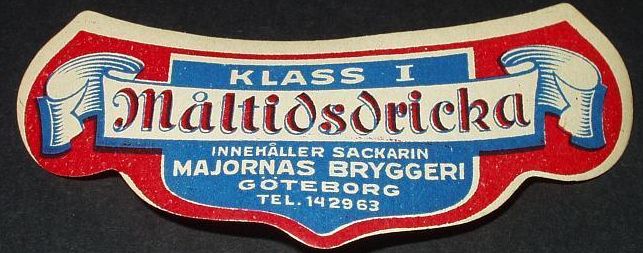 KLASS I
Måltidsdricka
INNEHÅLLER SACKARIN
MAJORNAS BRYGGERI
GÖTEBORG
TEL. 142963